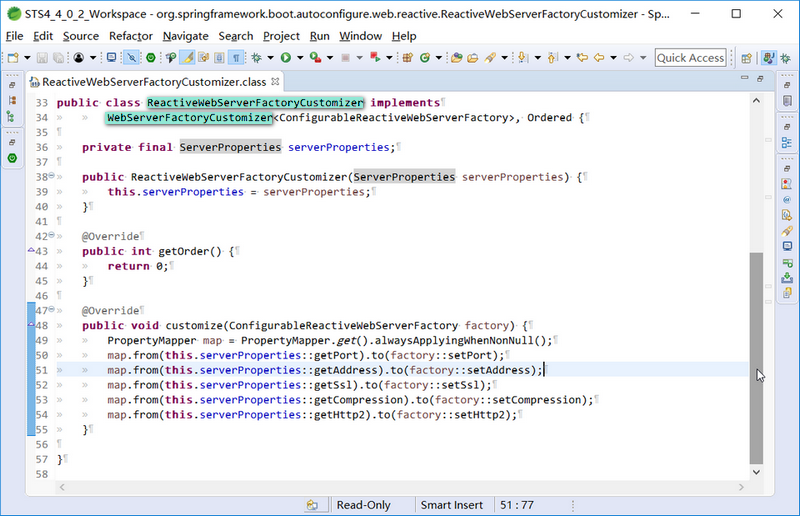 STS4_4_0_2_Workspace - org.springframework.boot.autoconfigure.web.reactive.ReactiveWebServerFactoryCustomizer - Sp...
File Edit Source Refactor Navigate Search Project Run Window Help
Quick Access
ReactiveWebServerFactoryCustomizer.class
33 public class ReactiveWebServerFactoryCustomizer implements
34 WebServerFactoryCustomizer<ConfigurableReactiveWebServerFactory>, Ordered {
35
36 private final ServerProperties serverProperties;
37
38 public ReactiveWebServerFactoryCustomizer(ServerProperties serverProperties) {
39 this.serverProperties = serverProperties;
40 }
41
42 @Override
43 public int getOrder() {
44 return 0;
45 }
46
47 @Override
48 public void customize(ConfigurableReactiveWebServerFactory factory) {
49 PropertyMapper map = PropertyMapper.get().alwaysApplyingWhenNonNull();
50 map.from(this.serverProperties::getPort).to(factory::setPort);
51 map.from(this.serverProperties::getAddress).to(factory::setAddress);
52 map.from(this.serverProperties::getSsl).to(factory::setSsl);
53 map.from(this.serverProperties::getCompression).to(factory::setCompression);
54 map.from(this.serverProperties::getHttp2).to(factory::setHttp2);
55 }
56
57 }
58
Read-Only Smart Insert 51 : 77